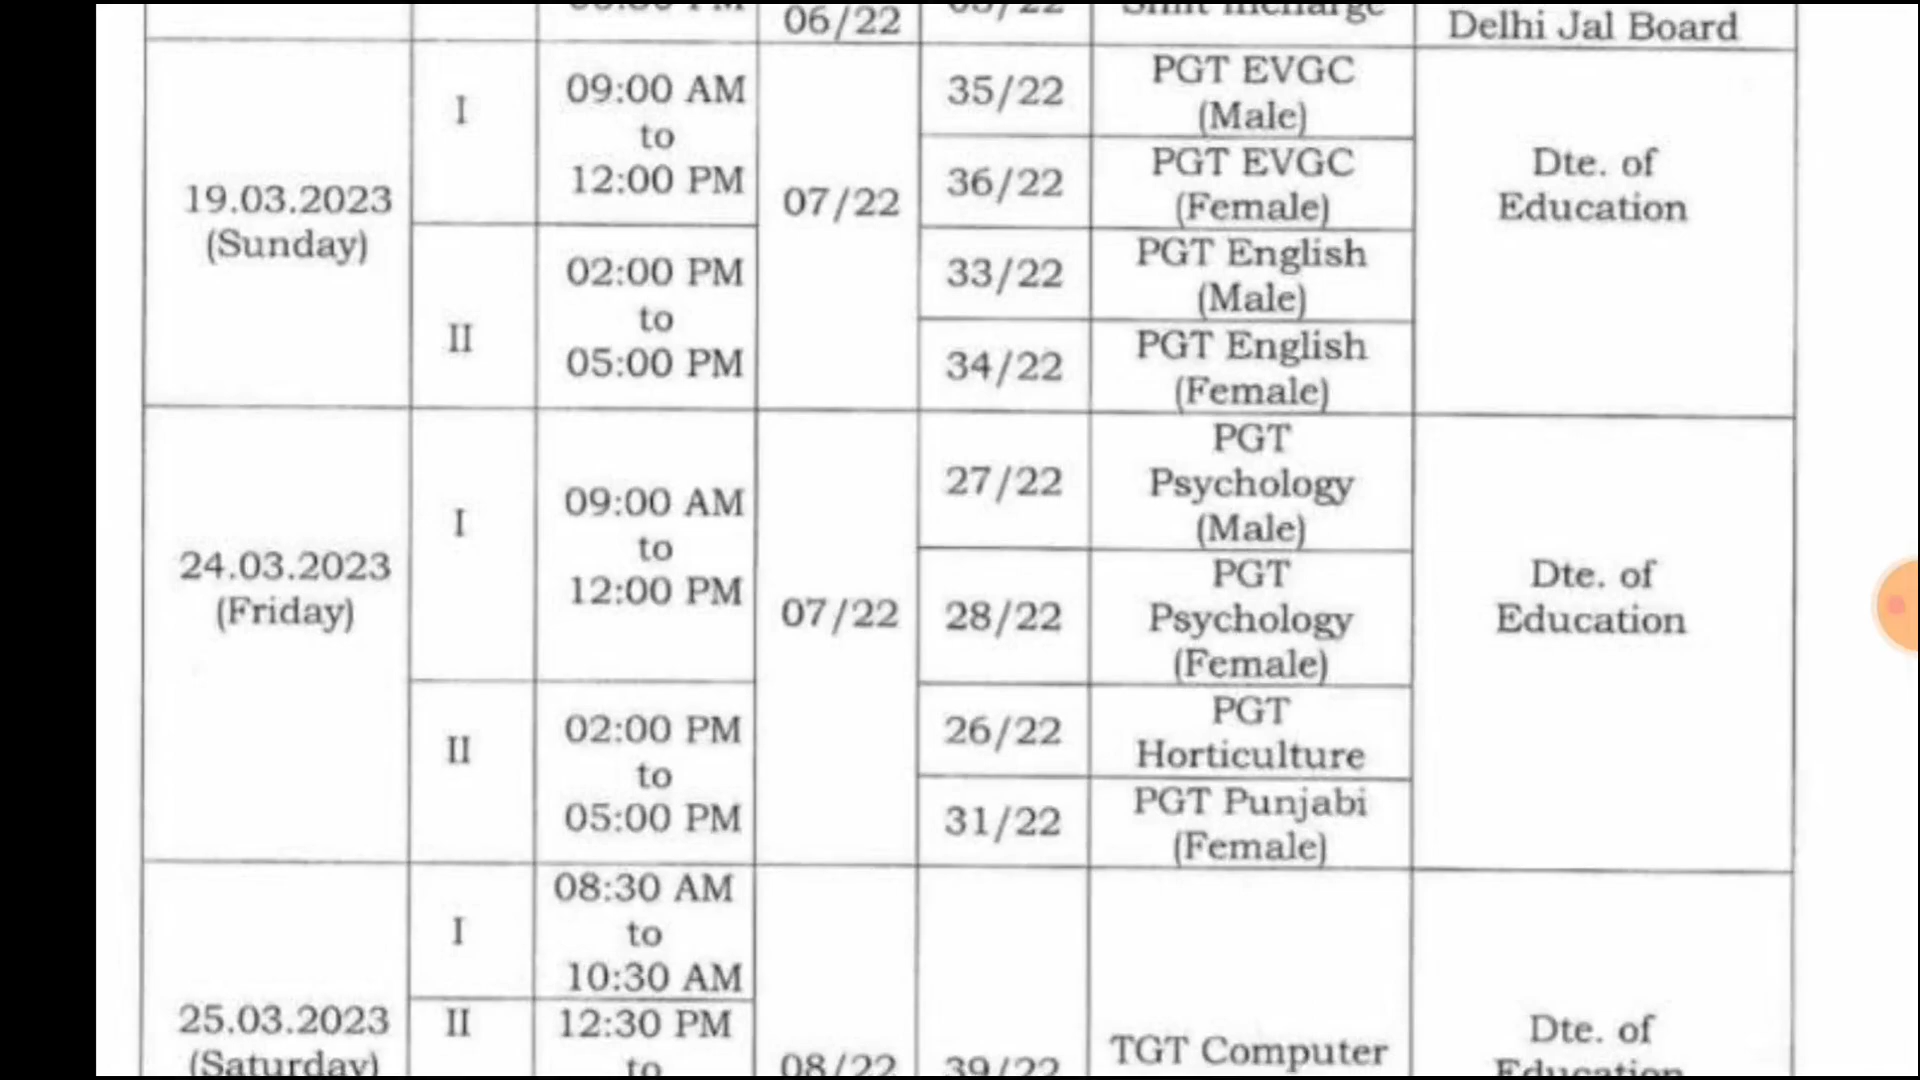 06/22
Delhi Jal Board
19.03.2023
(Sunday)
I
09:00 AM
to
12:00 PM
II
02:00 PM
to
05:00 PM
07/22
35/22
PGT EVGC
(Male)
36/22
PGT EVGC
(Female)
33/22
PGT English
(Male)
34/22
PGT English
(Female)
Dte. of
Education
24.03.2023
(Friday)
I
09:00 AM
to
12:00 PM
II
02:00 PM
to
05:00 PM
07/22
27/22
PGT
Psychology
(Male)
28/22
PGT
Psychology
(Female)
26/22
PGT
Horticulture
31/22
PGT Punjabi
(Female)
Dte. of
Education
25.03.2023
(Saturday)
I
08:30 AM
to
10:30 AM
II
12:30 PM
to
08/22
39/22
TGT Computer
Dte. of
Education